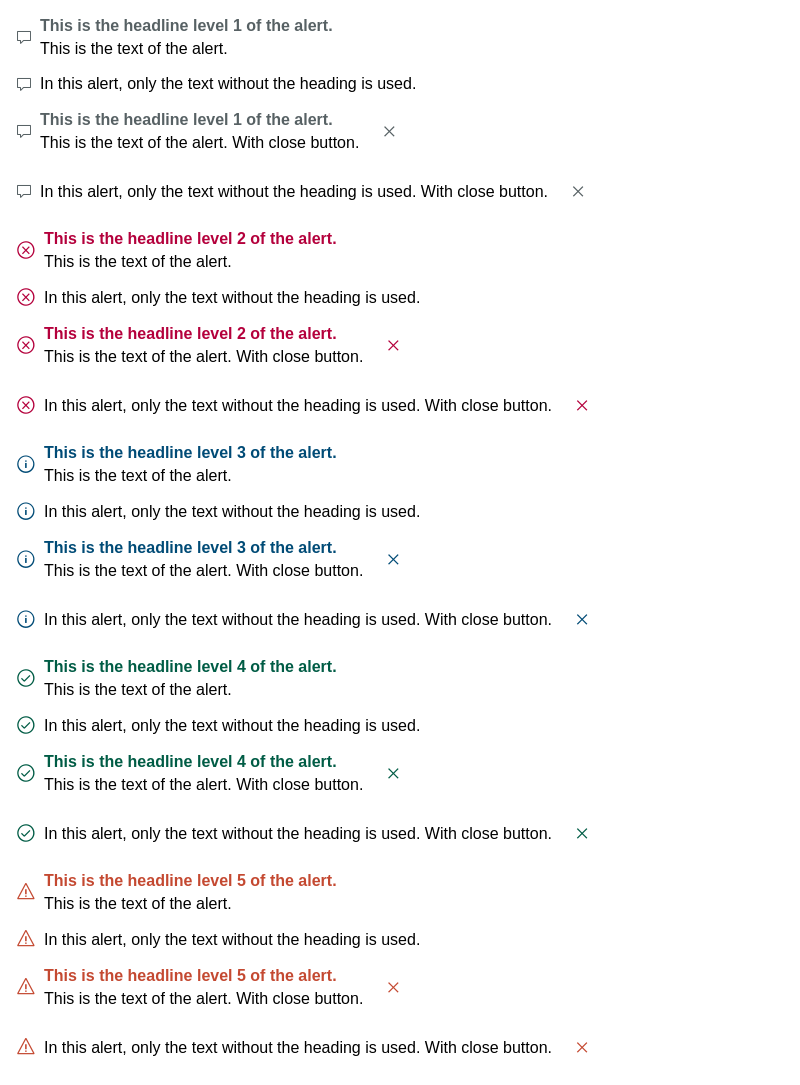 This is the headline level 1 of the alert.
This is the text of the alert.
In this alert, only the text without the heading is used.
This is the headline level 1 of the alert.
This is the text of the alert. With close button.
In this alert, only the text without the heading is used. With close button.
This is the headline level 2 of the alert.
This is the text of the alert.
In this alert, only the text without the heading is used.
This is the headline level 2 of the alert.
This is the text of the alert. With close button.
In this alert, only the text without the heading is used. With close button.
This is the headline level 3 of the alert.
This is the text of the alert.
In this alert, only the text without the heading is used.
This is the headline level 3 of the alert.
This is the text of the alert. With close button.
In this alert, only the text without the heading is used. With close button.
This is the headline level 4 of the alert.
This is the text of the alert.
In this alert, only the text without the heading is used.
This is the headline level 4 of the alert.
This is the text of the alert. With close button.
In this alert, only the text without the heading is used. With close button.
This is the headline level 5 of the alert.
This is the text of the alert.
In this alert, only the text without the heading is used.
This is the headline level 5 of the alert.
This is the text of the alert. With close button.
In this alert, only the text without the heading is used. With close button.